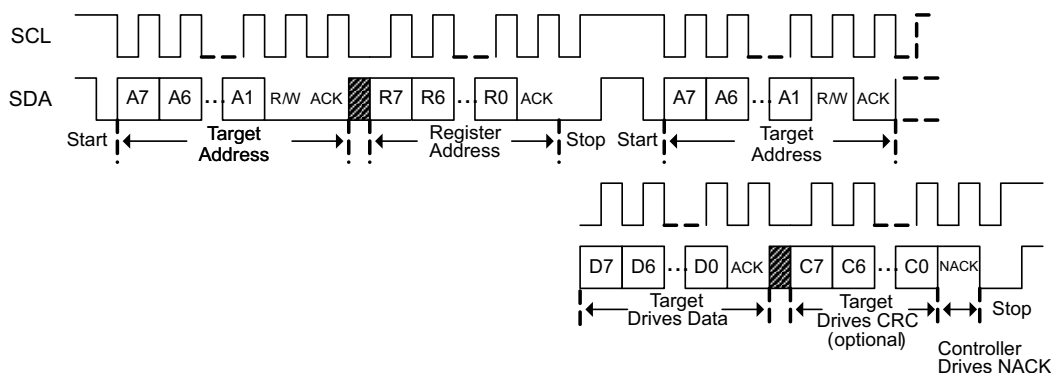 SCL
SDA
A7 A6 ... A1 R/W ACK R7 R6 ... R0 ACK A7 A6 ... A1 R/W ACK
Start Target Address Register Address Stop Start Target Address
D7 D6 ... D0 ACK C7 C6 ... C0 NACK
Target Drives Data Target Drives CRC (optional) Stop
Controller Drives NACK